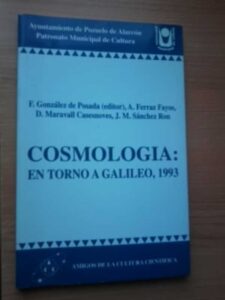 Ayuntamiento de Pozuelo de Alarcón
Patronato Municipal de Cultura
F. González de Posada (editor), A. Ferraz Fayos,
D. Maravall Casesnoves, J. M. Sánchez Ron
COSMOLOGIA:
EN TORNO A GALILEO, 1993
AMIGOS DE LA CULTURA CIENTIFICA